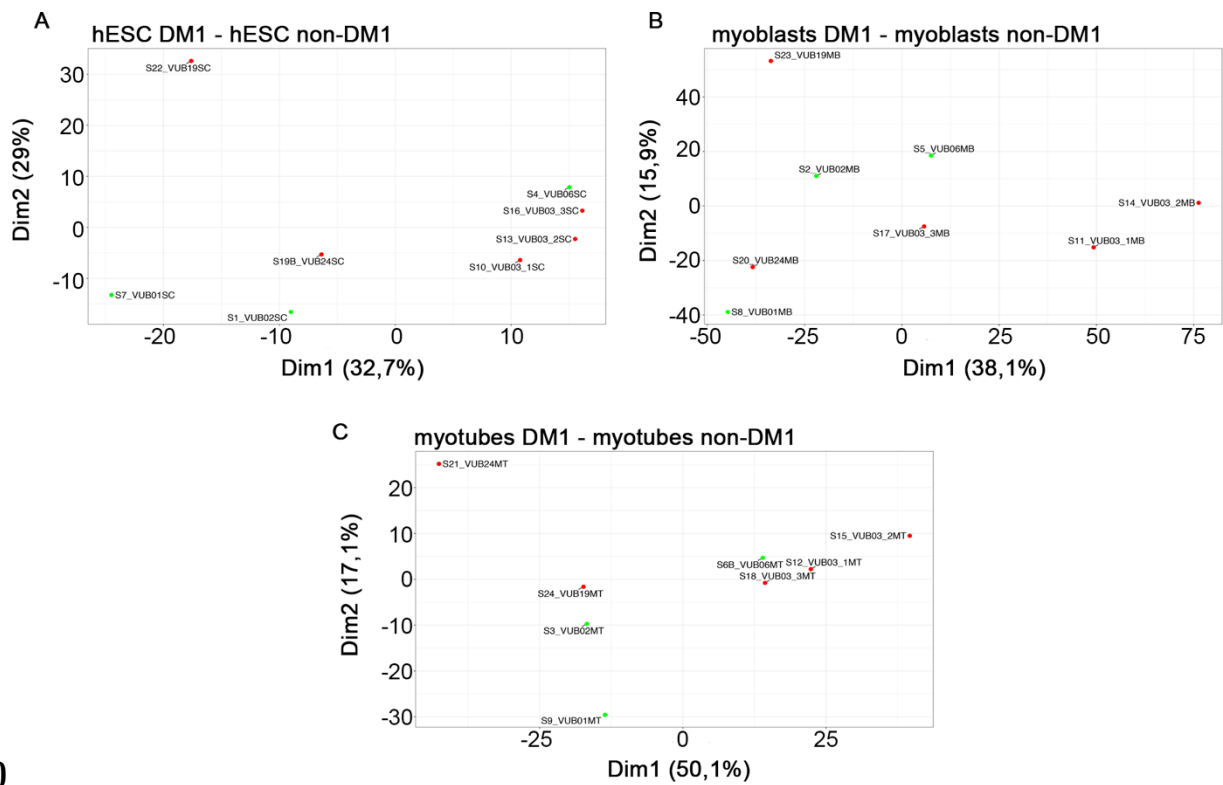 A
hESC DM1 - hESC non-DM1
30
20
10
0
-10
Dim2 (29%)
S22_VUB19SC
S4_VUB06SC
S16_VUB03_3SC
S13_VUB03_2SC
S19B_VUB24SC
S10_VUB03_1SC
S7_VUB01SC
S1_VUB02SC
-20
-10
0
10
Dim1 (32,7%)
B
myoblasts DM1 - myoblasts non-DM1
40
20
0
-20
-40
Dim2 (15,9%)
S23_VUB19MB
S5_VUB06MB
S2_VUB02MB
S14_VUB03_2MB
S17_VUB03_3MB
S11_VUB03_1MB
S20_VUB24MB
S8_VUB01MB
-50
-25
0
25
50
75
Dim1 (38,1%)
C
myotubes DM1 - myotubes non-DM1
20
10
0
-10
-20
-30
Dim2 (17,1%)
S21_VUB24MT
S15_VUB03_2MT
S6B_VUB06MT
S12_VUB03_1MT
S18_VUB03_3MT
S24_VUB19MT
S3_VUB02MT
S9_VUB01MT
-25
0
25
Dim1 (50,1%)